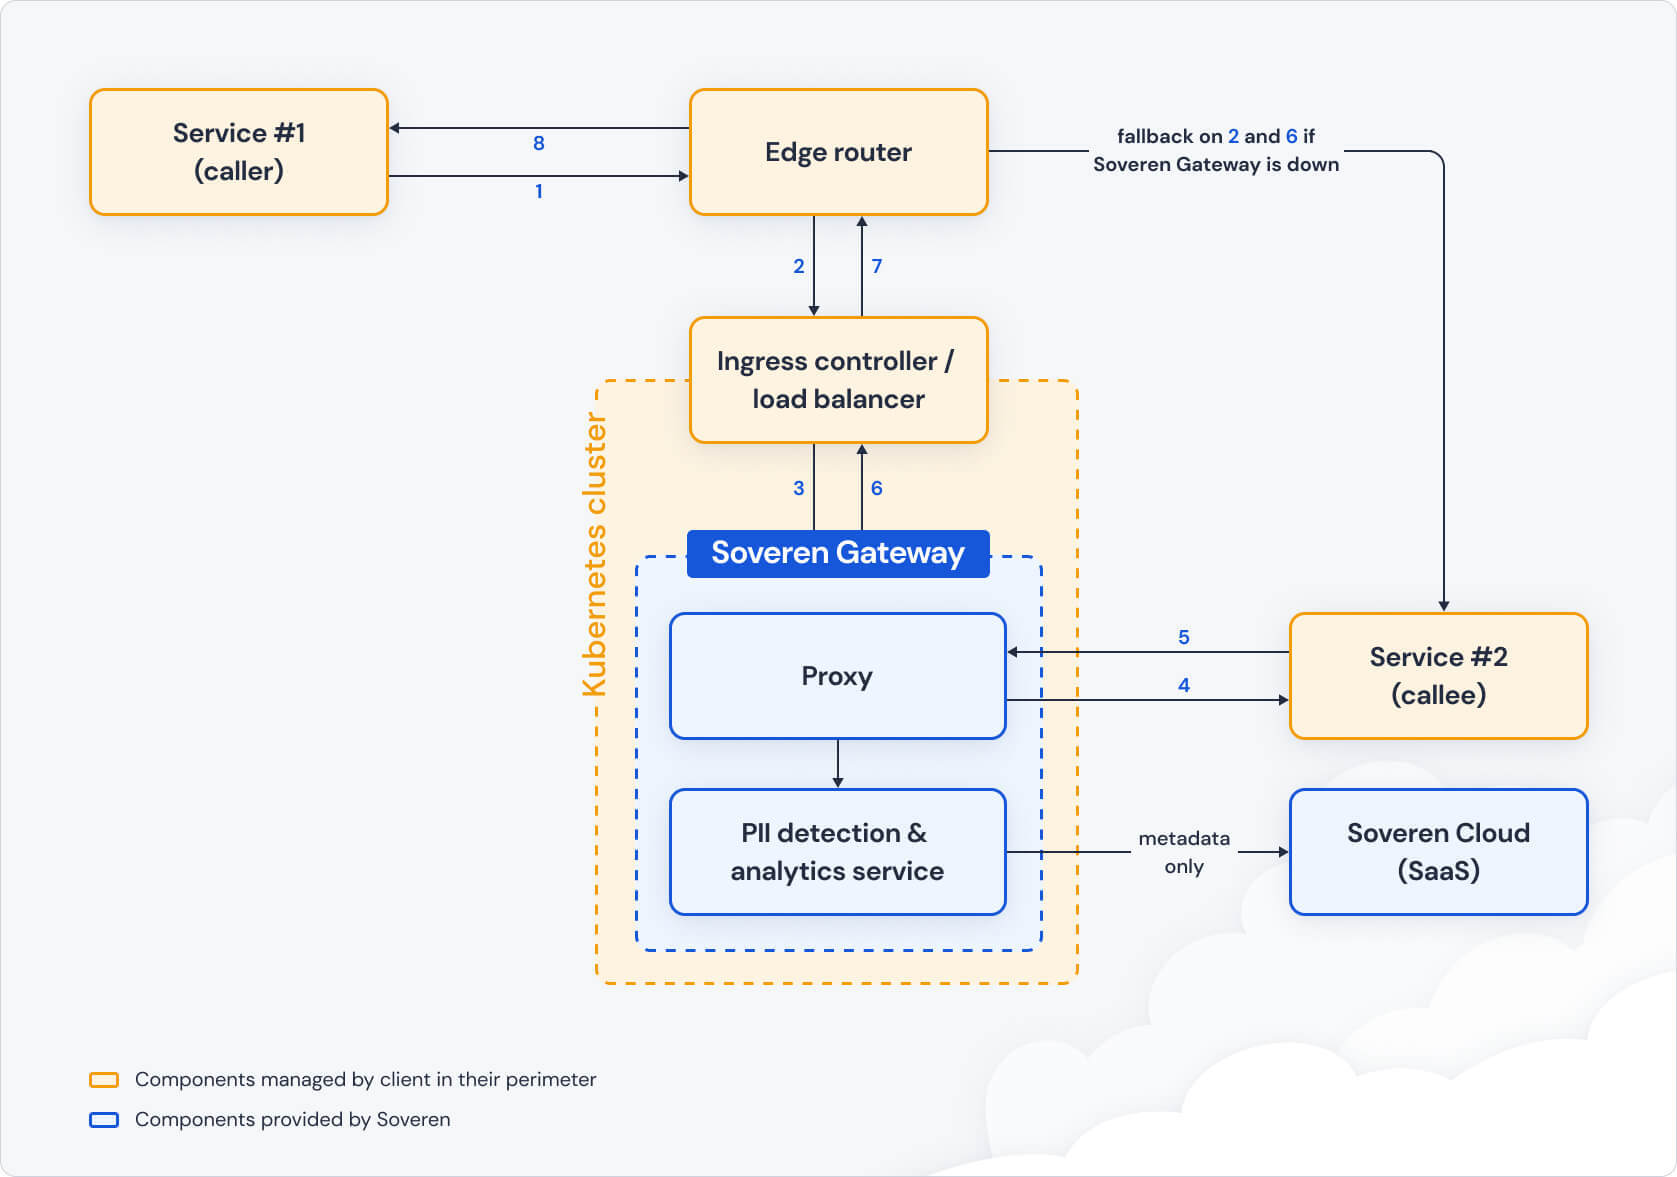 Service #1
(caller)
8
1
Edge router
fallback on 2 and 6 if
Soveren Gateway is down
2
7
Ingress controller /
load balancer
Kubernetes cluster
3
6
Soveren Gateway
Proxy
5
4
Service #2
(callee)
PII detection &
analytics service
metadata
only
Soveren Cloud
(SaaS)
Components managed by client in their perimeter
Components provided by Soveren